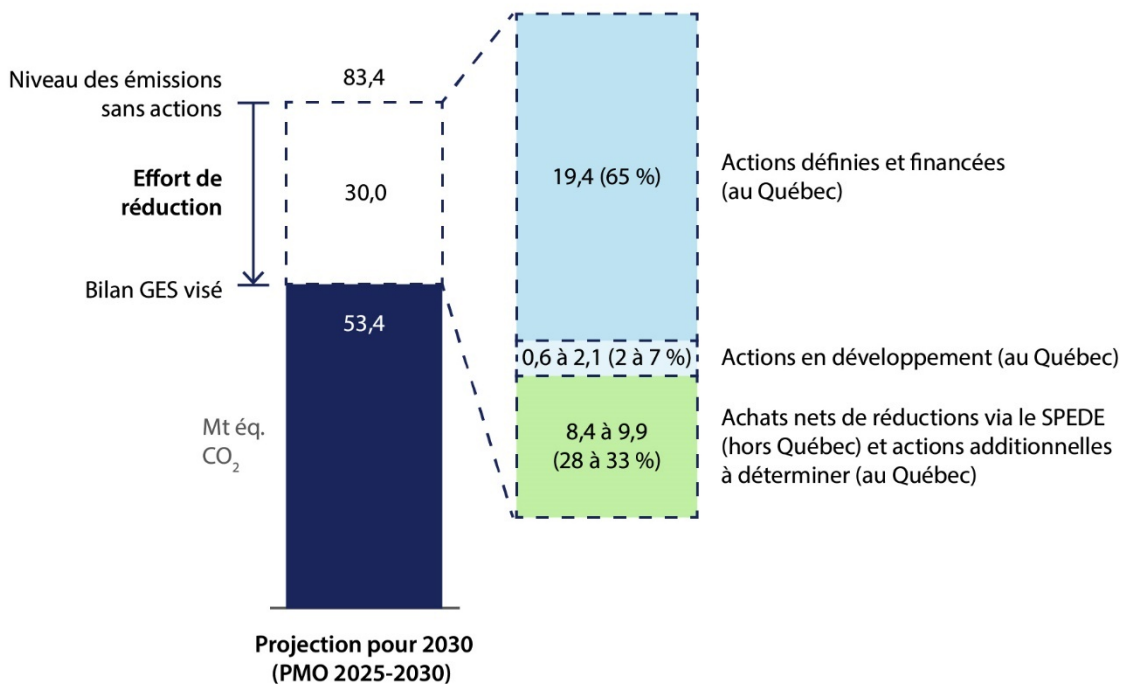 Niveau des émissions
sans actions
83,4
Effort de
réduction
30,0
Bilan GES visé
53,4
Mt éq.
CO₂
Projection pour 2030
(PMO 2025-2030)
19,4 (65 %)
Actions définies et financées
(au Québec)
0,6 à 2,1 (2 à 7 %)
Actions en développement (au Québec)
8,4 à 9,9
(28 à 33 %)
Achats nets de réductions via le SPEDE
(hors Québec) et actions additionnelles
à déterminer (au Québec)